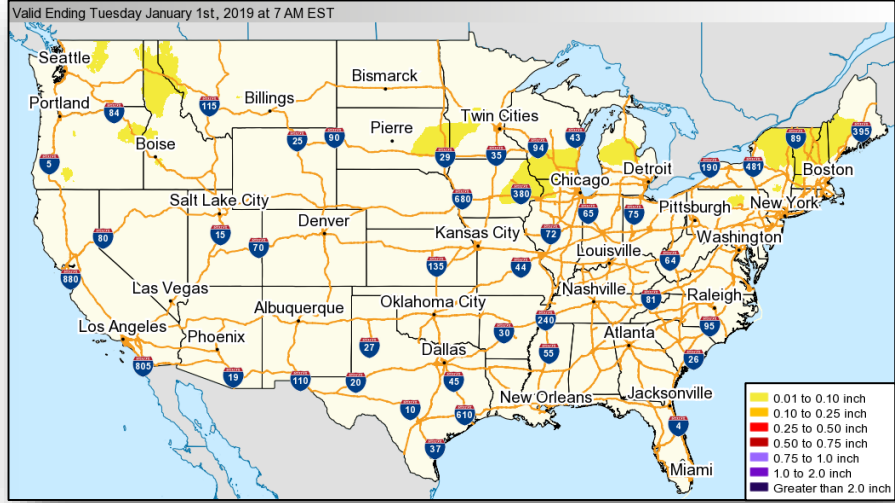 Valid Ending Tuesday January 1st, 2019 at 7 AM EST
Seattle
Bismarck
Portland
84
115
Billings
Twin Cities
395
Pierre
25
90
94
43
89
5
Boise
29
35
Detroit
190
481
Boston
Chicago
380
Salt Lake City
680
65
75
Pittsburgh
New York
80
15
Denver
70
Kansas City
72
Washington
880
135
44
Louisville
64
Las Vegas
Albuquerque
Oklahoma City
Nashville
81
Raleigh
Los Angeles
Phoenix
240
95
30
Atlanta
805
27
Dallas
55
26
19
110
20
45
New Orleans
Jacksonville
10
610
4
37
Miami
0.01 to 0.10 inch
0.10 to 0.25 inch
0.25 to 0.50 inch
0.50 to 0.75 inch
0.75 to 1.0 inch
1.0 to 2.0 inch
Greater than 2.0 inch